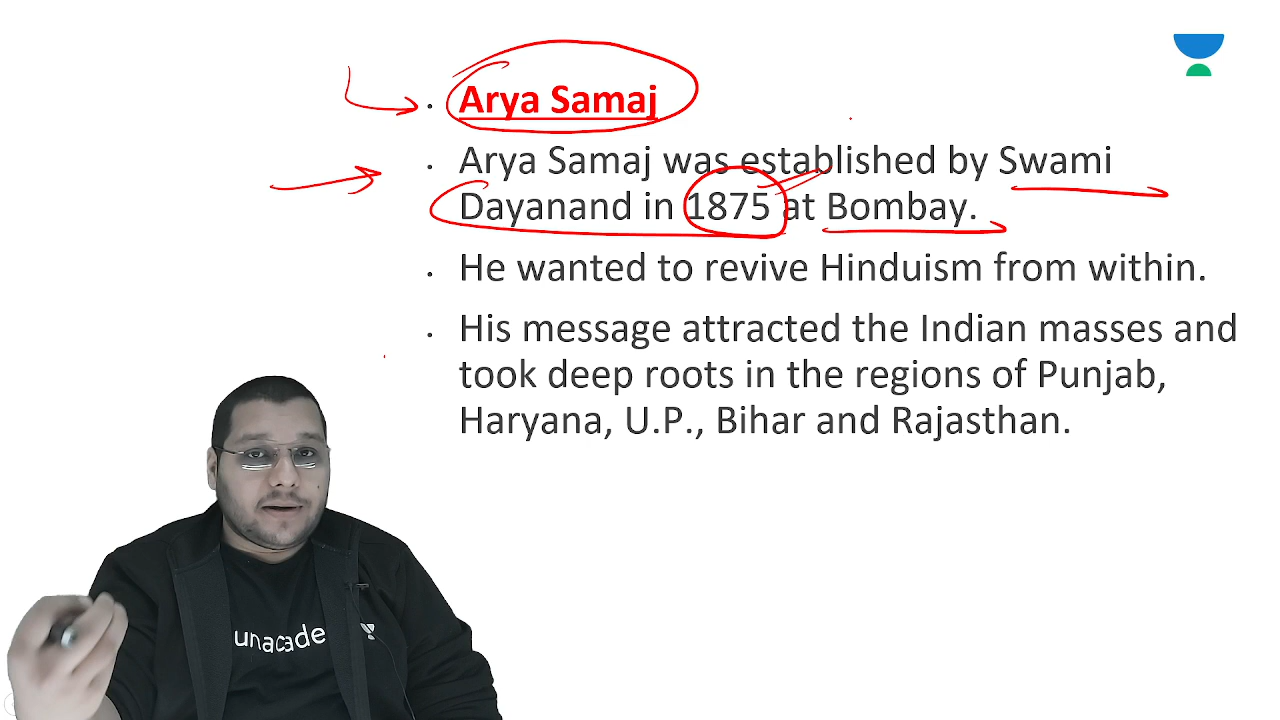 Arya Samaj
Arya Samaj was established by Swami
Dayanand in 1875 at Bombay.
He wanted to revive Hinduism from within.
His message attracted the Indian masses and
took deep roots in the regions of Punjab,
Haryana, U.P., Bihar and Rajasthan.
unacade